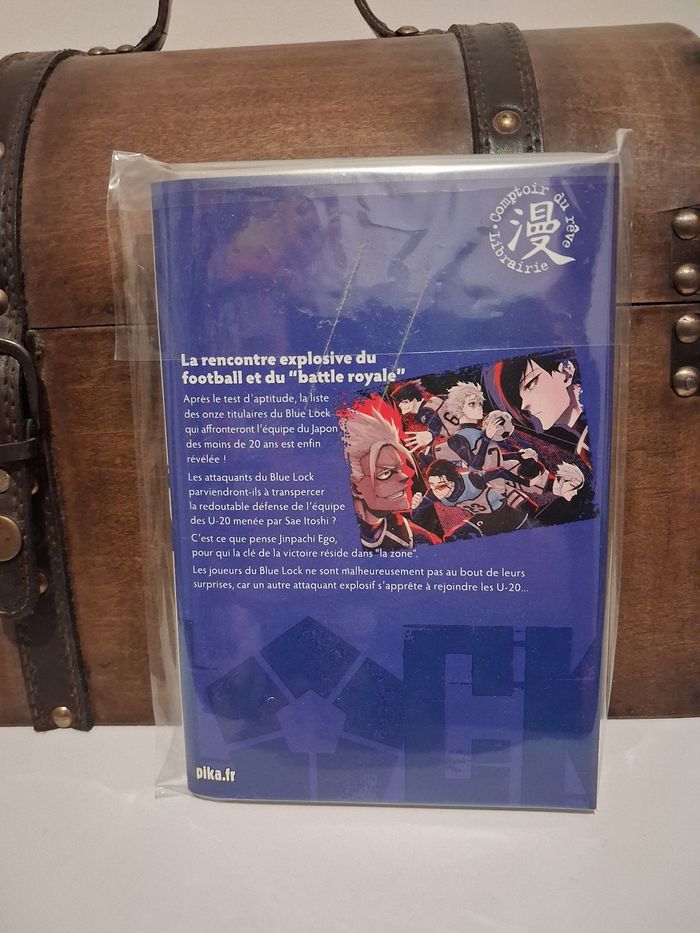 Comptoir du rêve
漫
Librairie
La rencontre explosive du
football et du "battle royale"
Après le test d'aptitude, la liste
des onze titulaires du Blue Lock
qui affronteront l'équipe du Japon
des moins de 20 ans est enfin
révélée !
Les attaquants du Blue Lock
parviendront-ils à transpercer
la redoutable défense de l'équipe
des U-20 menée par Sae Itoshi ?
C'est ce que pense Jinpachi Ego,
pour qui la clé de la victoire réside dans "la zone".
Les joueurs du Blue Lock ne sont malheureusement pas au bout de leurs
surprises, car un autre attaquant explosif s'apprête à rejoindre les U-20...
pika.fr